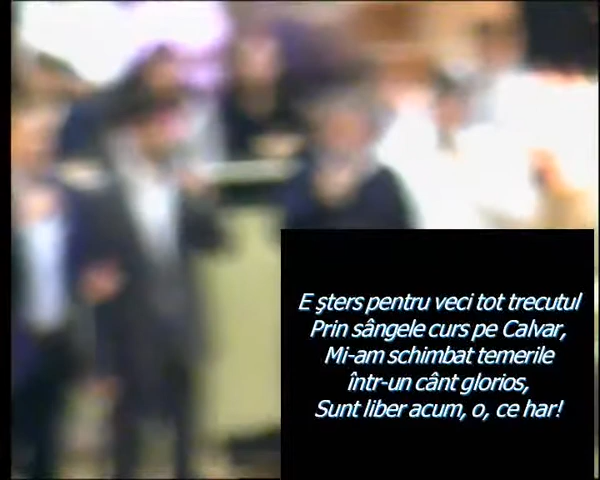 E şters pentru veci tot trecutul
Prin sângele curs pe Calvar,
Mi-am schimbat temerile
într-un cânt glorios,
Sunt liber acum, o, ce har!